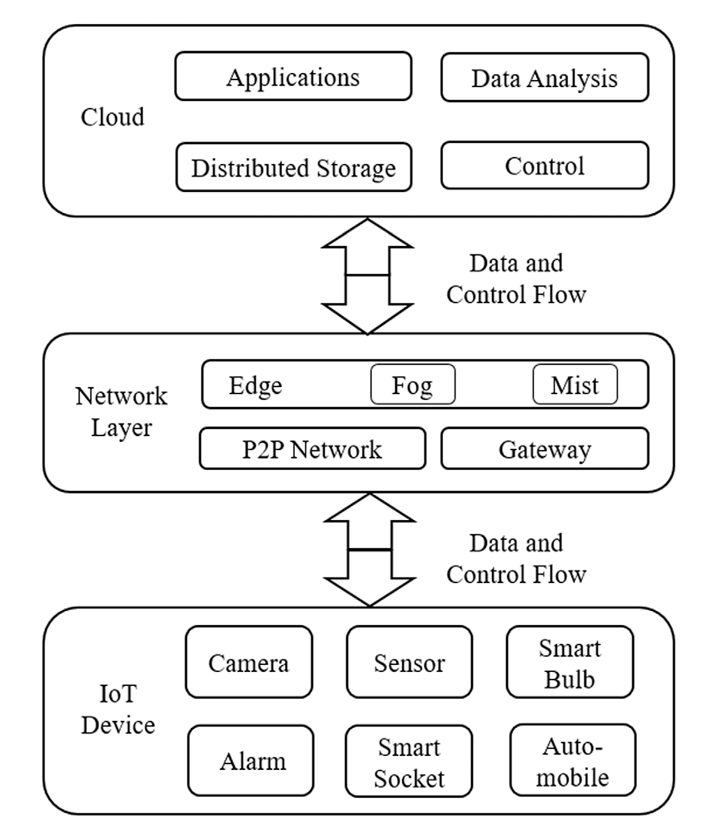 Applications
Data Analysis
Cloud
Distributed Storage
Control
Data and
Control Flow
Network
Layer
Edge
Fog
Mist
P2P Network
Gateway
Data and
Control Flow
IoT
Device
Camera
Sensor
Smart
Bulb
Alarm
Smart
Socket
Auto-
mobile